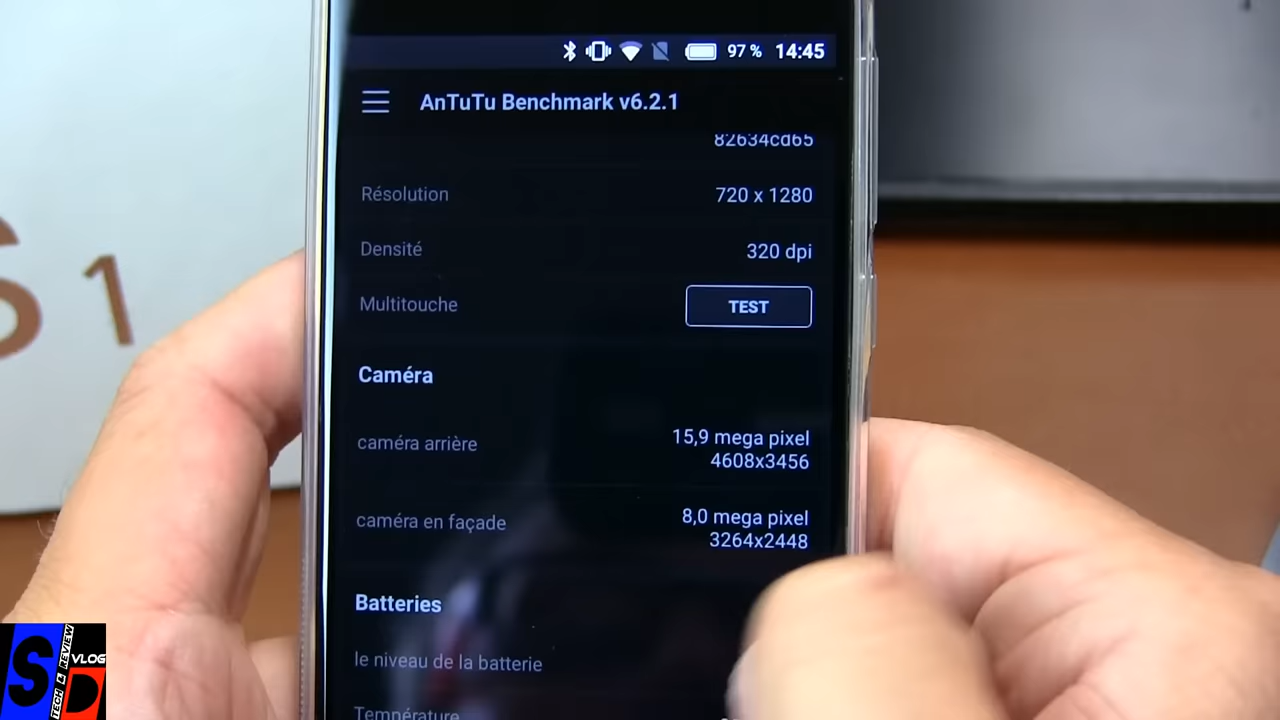 97 % 14:45
AnTuTu Benchmark v6.2.1
82634cd65
Résolution 720 x 1280
Densité 320 dpi
Multitouche TEST
Caméra
caméra arrière 15,9 mega pixel
4608x3456
caméra en façade 8,0 mega pixel
3264x2448
Batteries
le niveau de la batterie
Température
S1
SD
TECH & REVIEW
VLOG